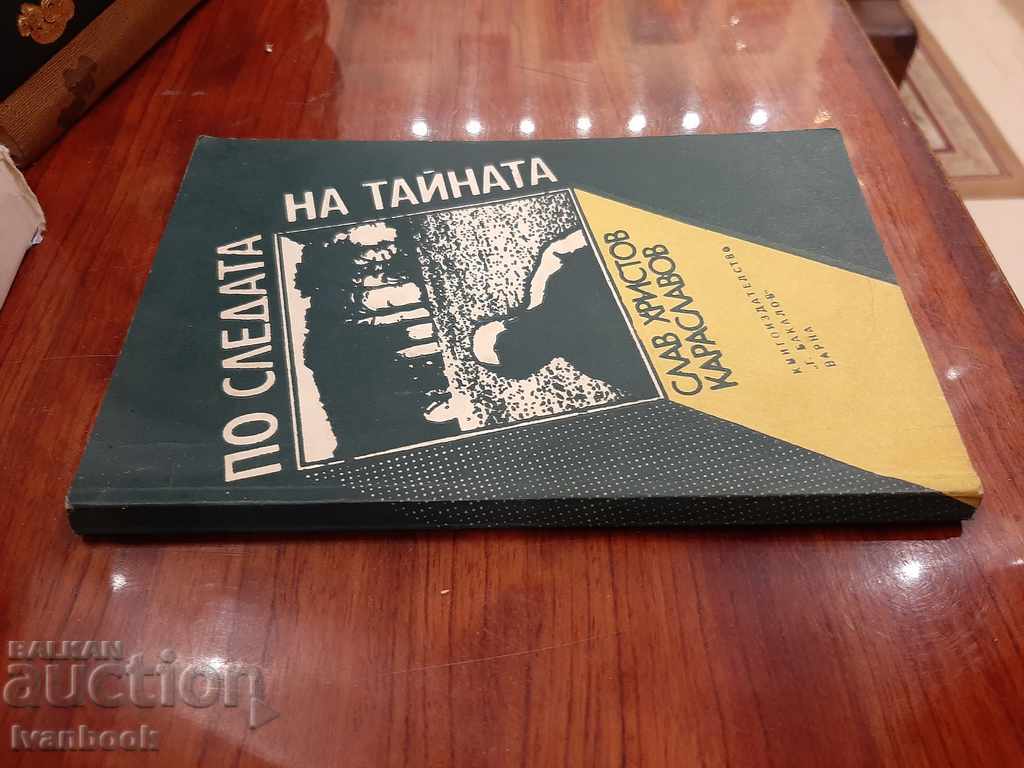 ПО СЛЕДАТА
НА ТАЙНАТА
СЛАВ ХРИСТОВ
КАРАСЛАВОВ
КНИГОИЗДАТЕЛСТВО
„Г. БАКАЛОВ“
ВАРНА
BALKAN
auction
Ivanbook